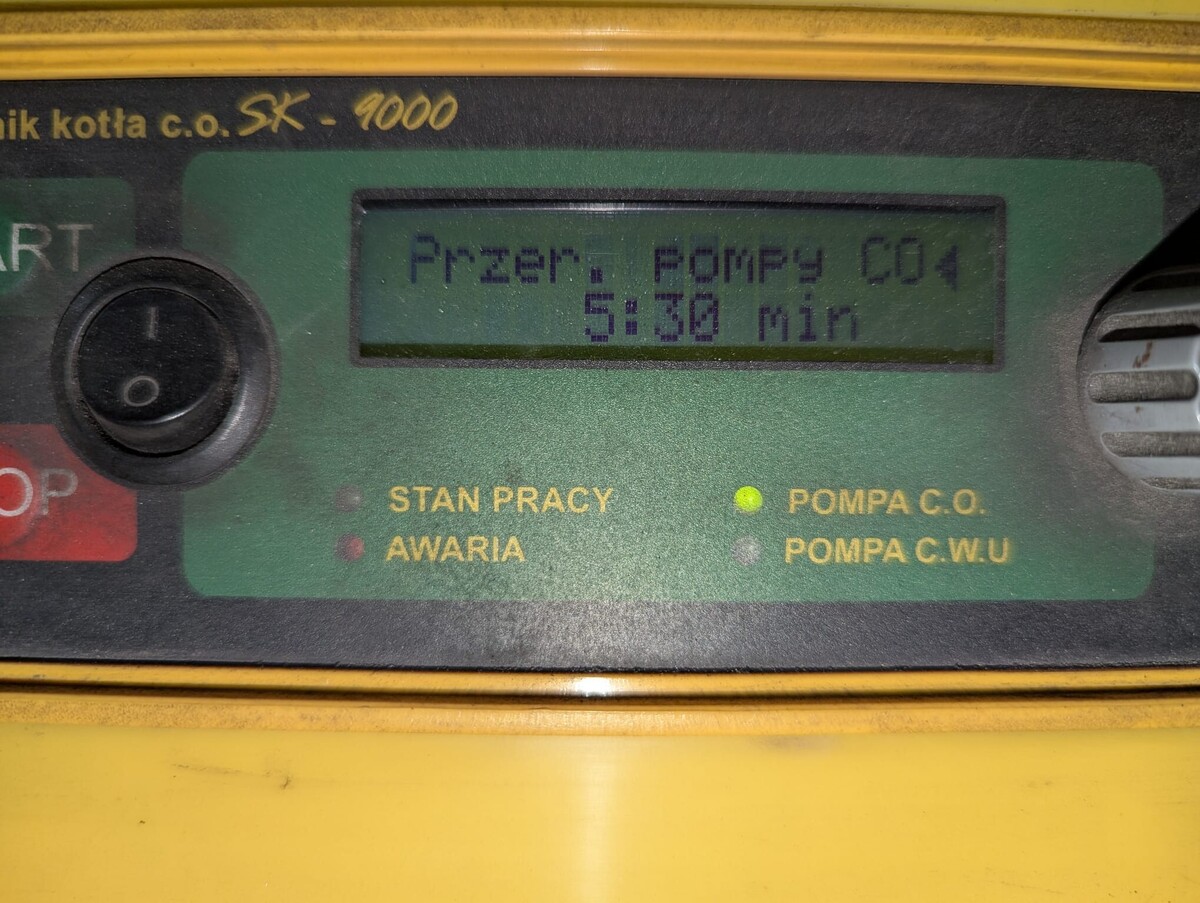 nik kotła c.o. SK - 9000
ART
Przer. pompy CO
5:30 min
I
O
OP
STAN PRACY
POMPA C.O.
AWARIA
POMPA C.W.U